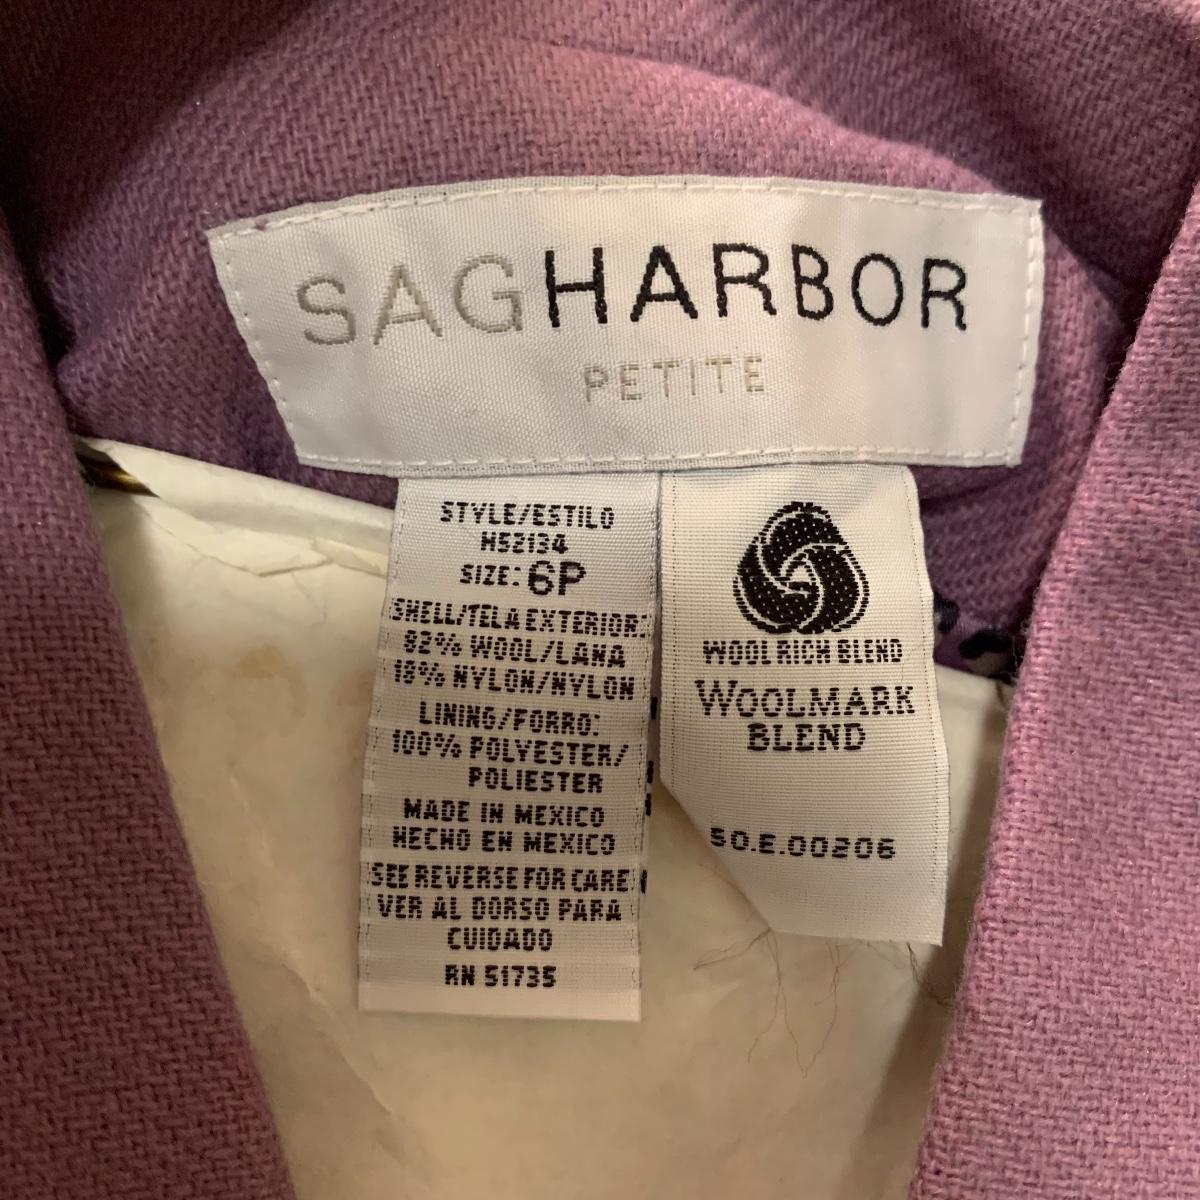 SAGHARBOR
PETITE
STYLE/ESTILO
H52134
SIZE: 6P
SHELL/TELA EXTERIOR:
82% WOOL/LANA
18% NYLON/NYLON
LINING/FORRO:
100% POLYESTER/
POLIESTER
MADE IN MEXICO
HECHO EN MEXICO
SEE REVERSE FOR CARE
VER AL DORSO PARA
CUIDADO
RN 51735
WOOL RICH BLEND
WOOLMARK
BLEND
SO.E.00206